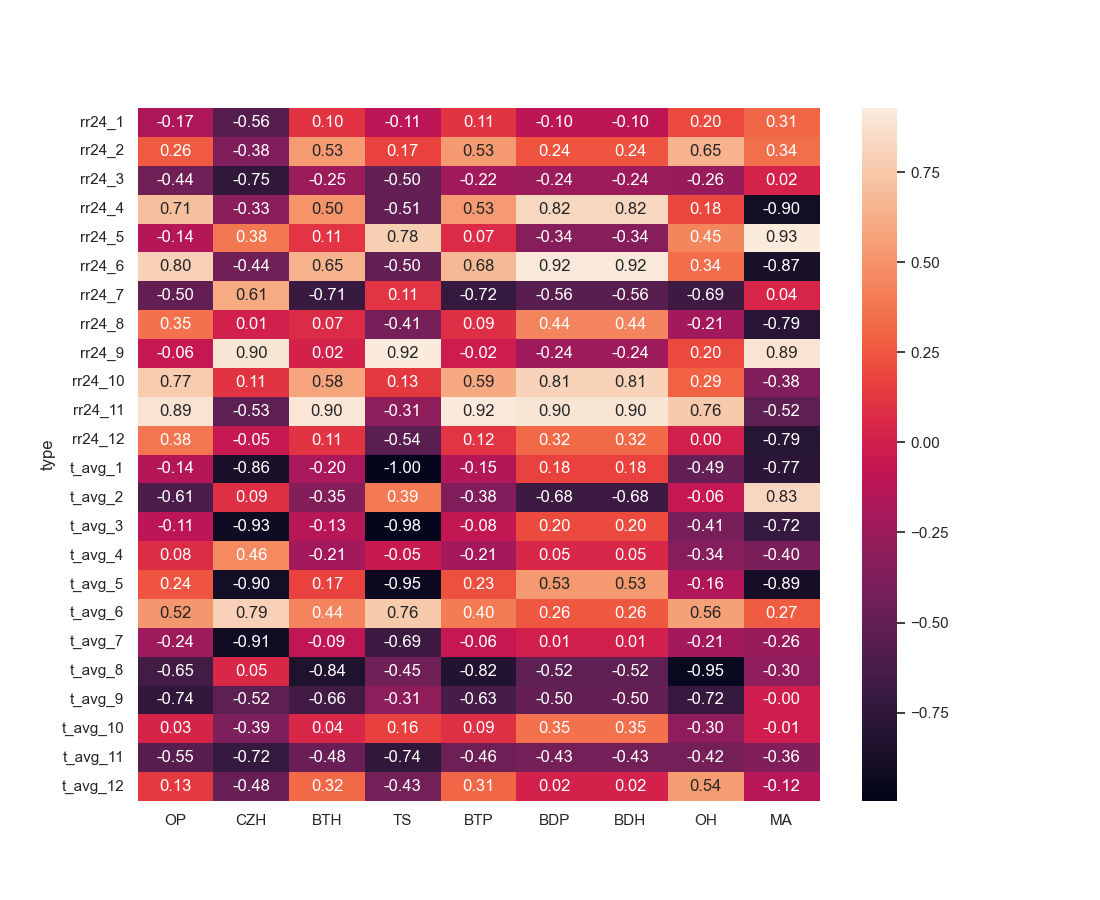 rr24_1 -0.17 -0.56 0.10 -0.11 0.11 -0.10 -0.10 0.20 0.31
rr24_2 0.26 -0.38 0.53 0.17 0.53 0.24 0.24 0.65 0.34
rr24_3 -0.44 -0.75 -0.25 -0.50 -0.22 -0.24 -0.24 -0.26 0.02
rr24_4 0.71 -0.33 0.50 -0.51 0.53 0.82 0.82 0.18 -0.90
rr24_5 -0.14 0.38 0.11 0.78 0.07 -0.34 -0.34 0.45 0.93
rr24_6 0.80 -0.44 0.65 -0.50 0.68 0.92 0.92 0.34 -0.87
rr24_7 -0.50 0.61 -0.71 0.11 -0.72 -0.56 -0.56 -0.69 0.04
rr24_8 0.35 0.01 0.07 -0.41 0.09 0.44 0.44 -0.21 -0.79
rr24_9 -0.06 0.90 0.02 0.92 -0.02 -0.24 -0.24 0.20 0.89
rr24_10 0.77 0.11 0.58 0.13 0.59 0.81 0.81 0.29 -0.38
rr24_11 0.89 -0.53 0.90 -0.31 0.92 0.90 0.90 0.76 -0.52
rr24_12 0.38 -0.05 0.11 -0.54 0.12 0.32 0.32 0.00 -0.79
t_avg_1 -0.14 -0.86 -0.20 -1.00 -0.15 0.18 0.18 -0.49 -0.77
t_avg_2 -0.61 0.09 -0.35 0.39 -0.38 -0.68 -0.68 -0.06 0.83
t_avg_3 -0.11 -0.93 -0.13 -0.98 -0.08 0.20 0.20 -0.41 -0.72
t_avg_4 0.08 0.46 -0.21 -0.05 -0.21 0.05 0.05 -0.34 -0.40
t_avg_5 0.24 -0.90 0.17 -0.95 0.23 0.53 0.53 -0.16 -0.89
t_avg_6 0.52 0.79 0.44 0.76 0.40 0.26 0.26 0.56 0.27
t_avg_7 -0.24 -0.91 -0.09 -0.69 -0.06 0.01 0.01 -0.21 -0.26
t_avg_8 -0.65 0.05 -0.84 -0.45 -0.82 -0.52 -0.52 -0.95 -0.30
t_avg_9 -0.74 -0.52 -0.66 -0.31 -0.63 -0.50 -0.50 -0.72 -0.00
t_avg_10 0.03 -0.39 0.04 0.16 0.09 0.35 0.35 -0.30 -0.01
t_avg_11 -0.55 -0.72 -0.48 -0.74 -0.46 -0.43 -0.43 -0.42 -0.36
t_avg_12 0.13 -0.48 0.32 -0.43 0.31 0.02 0.02 0.54 -0.12
OP CZH BTH TS BTP BDP BDH OH MA
type
0.75
0.50
0.25
0.00
−0.25
−0.50
−0.75